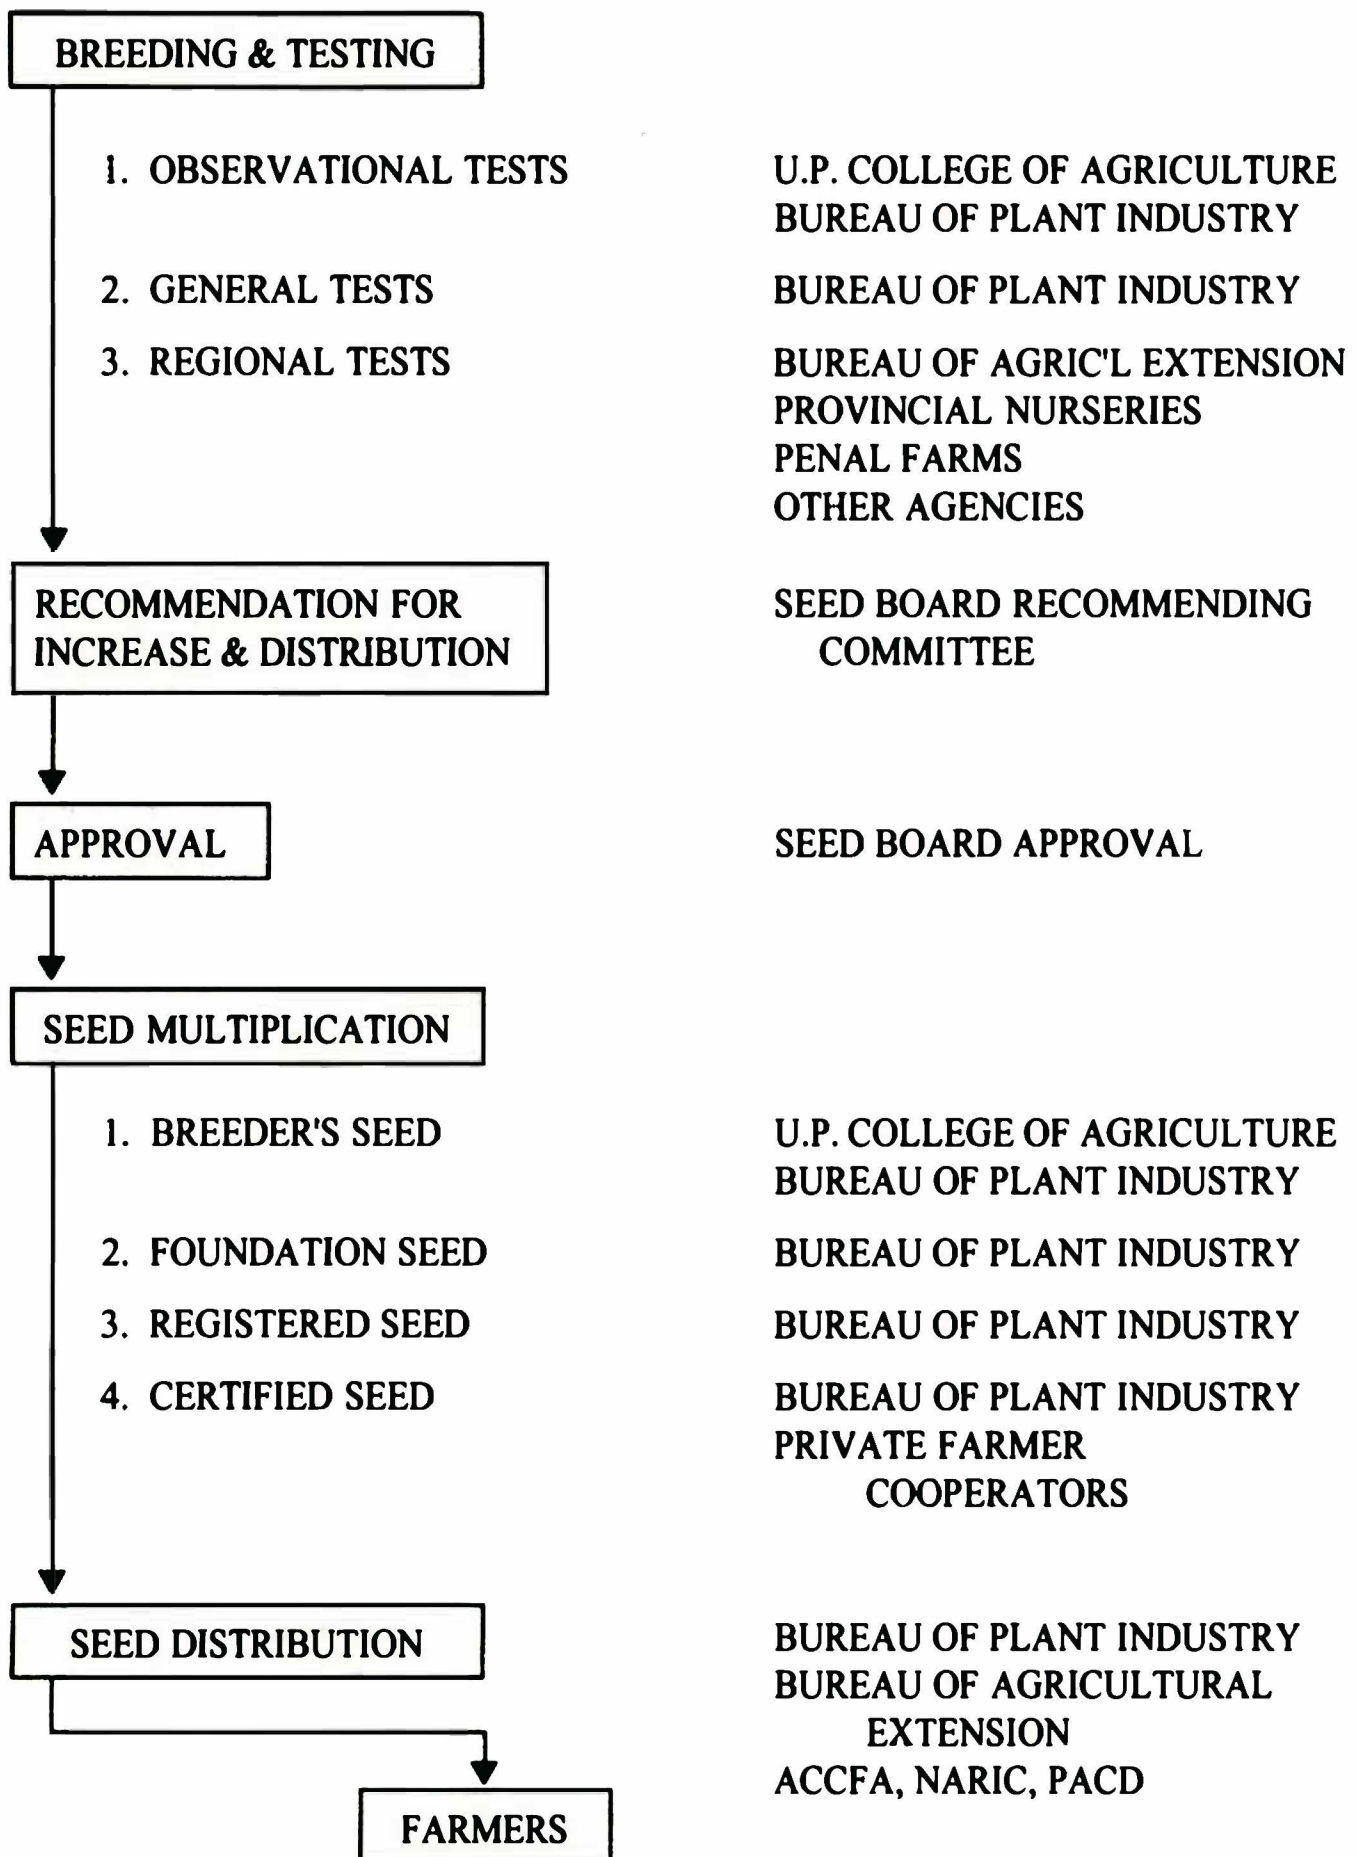 BREEDING & TESTING
1. OBSERVATIONAL TESTS
U.P. COLLEGE OF AGRICULTURE
BUREAU OF PLANT INDUSTRY
2. GENERAL TESTS
BUREAU OF PLANT INDUSTRY
3. REGIONAL TESTS
BUREAU OF AGRIC'L EXTENSION
PROVINCIAL NURSERIES
PENAL FARMS
OTHER AGENCIES
RECOMMENDATION FOR
INCREASE & DISTRIBUTION
SEED BOARD RECOMMENDING
COMMITTEE
APPROVAL
SEED BOARD APPROVAL
SEED MULTIPLICATION
1. BREEDER'S SEED
U.P. COLLEGE OF AGRICULTURE
BUREAU OF PLANT INDUSTRY
2. FOUNDATION SEED
BUREAU OF PLANT INDUSTRY
3. REGISTERED SEED
BUREAU OF PLANT INDUSTRY
4. CERTIFIED SEED
BUREAU OF PLANT INDUSTRY
PRIVATE FARMER
COOPERATORS
SEED DISTRIBUTION
BUREAU OF PLANT INDUSTRY
BUREAU OF AGRICULTURAL
EXTENSION
ACCFA, NARIC, PACD
FARMERS